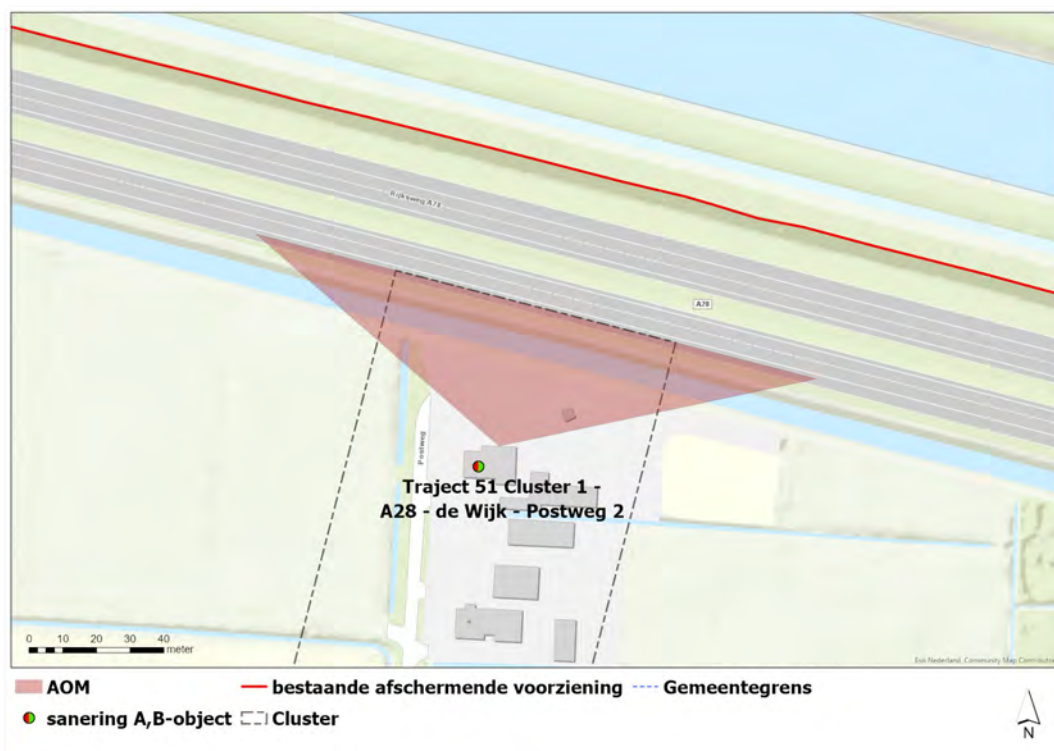 Rijksweg A28
A28
Postweg
Traject 51 Cluster 1 -
A28 - de Wijk - Postweg 2
0 10 20 30 40
meter
Esri Nederland, Community Map Contributors
AOM
bestaande afschermende voorziening
Gemeentegrens
sanering A,B-object
Cluster
N